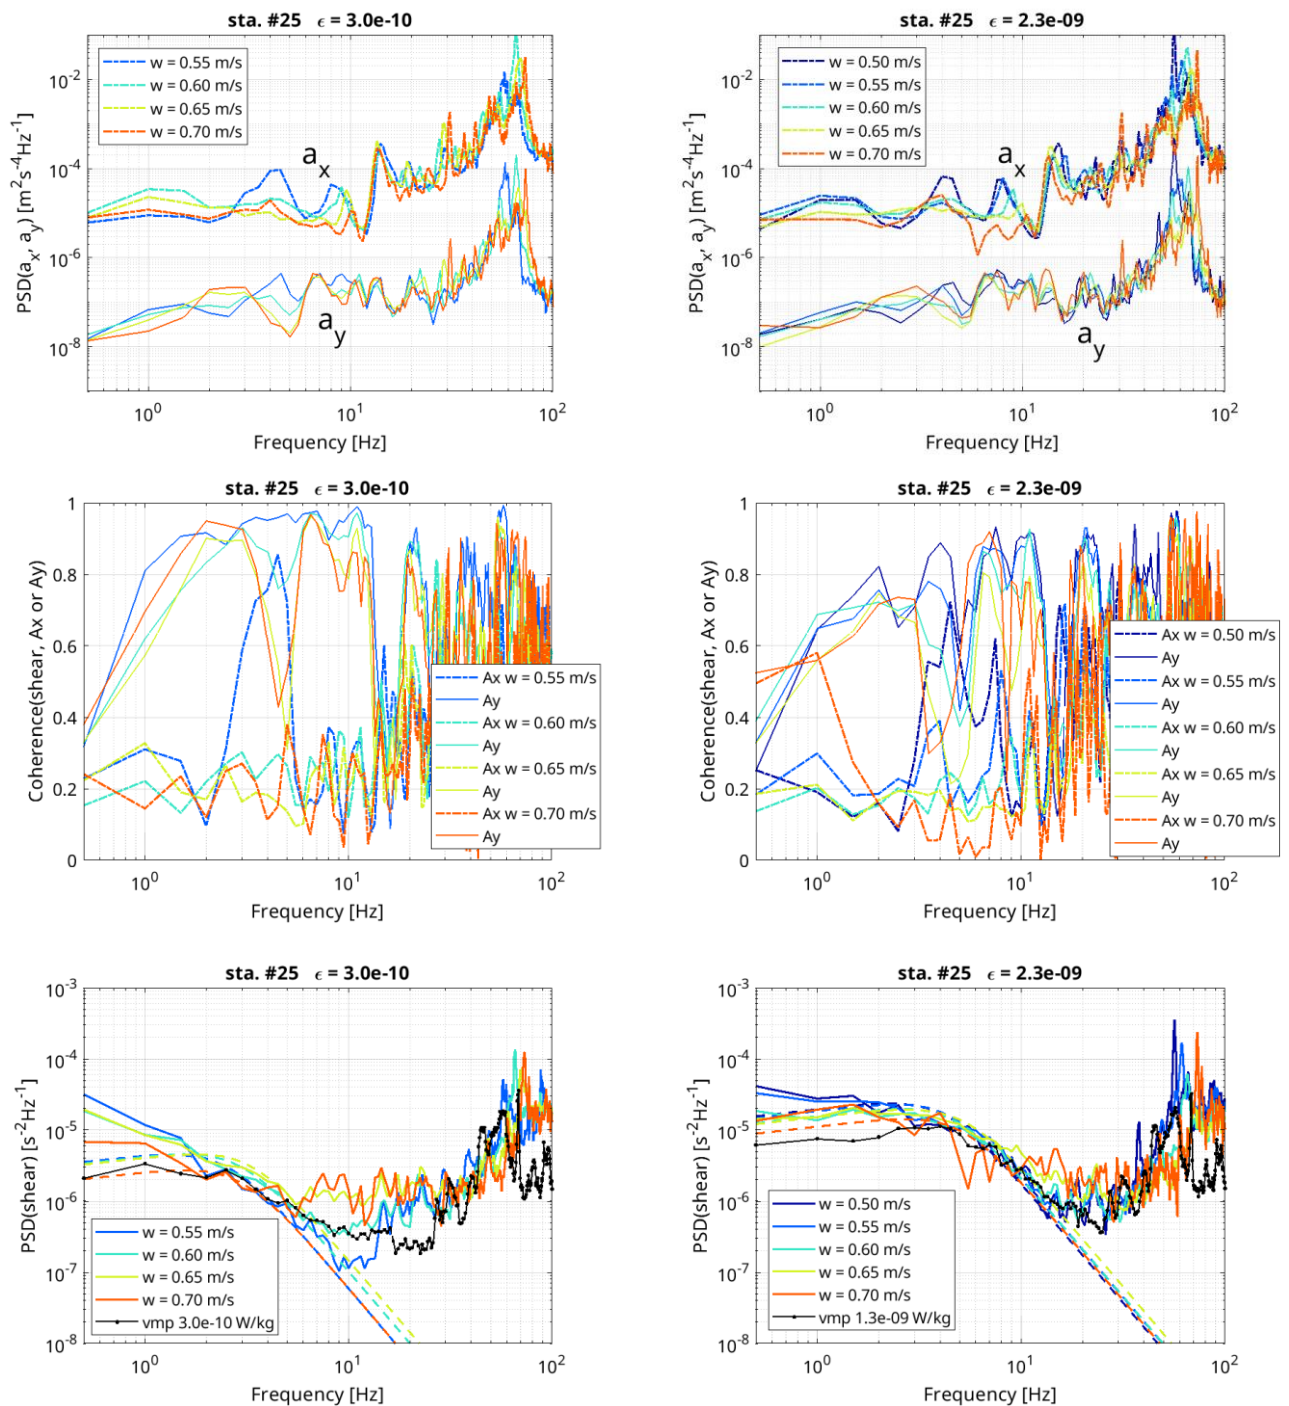 sta. #25 ϵ = 3.0e-10
10-2
10-4
10-6
10-8
PSD(ax, ay) [m2s-4Hz-1]
w = 0.55 m/s
w = 0.60 m/s
w = 0.65 m/s
w = 0.70 m/s
ax
ay
100
101
102
Frequency [Hz]
sta. #25 ϵ = 2.3e-09
10-2
10-4
10-6
10-8
PSD(ax, ay) [m2s-4Hz-1]
w = 0.50 m/s
w = 0.55 m/s
w = 0.60 m/s
w = 0.65 m/s
w = 0.70 m/s
ax
ay
100
101
102
Frequency [Hz]
sta. #25 ϵ = 3.0e-10
1
0.8
0.6
0.4
0.2
0
Coherence(shear, Ax or Ay)
Ax w = 0.55 m/s
Ay
Ax w = 0.60 m/s
Ay
Ax w = 0.65 m/s
Ay
Ax w = 0.70 m/s
Ay
100
101
102
Frequency [Hz]
sta. #25 ϵ = 2.3e-09
1
0.8
0.6
0.4
0.2
0
Coherence(shear, Ax or Ay)
Ax w = 0.50 m/s
Ay
Ax w = 0.55 m/s
Ay
Ax w = 0.60 m/s
Ay
Ax w = 0.65 m/s
Ay
Ax w = 0.70 m/s
Ay
100
101
102
Frequency [Hz]
sta. #25 ϵ = 3.0e-10
10-3
10-4
10-5
10-6
10-7
10-8
PSD(shear) [s-2Hz-1]
w = 0.55 m/s
w = 0.60 m/s
w = 0.65 m/s
w = 0.70 m/s
vmp 3.0e-10 W/kg
100
101
102
Frequency [Hz]
sta. #25 ϵ = 2.3e-09
10-3
10-4
10-5
10-6
10-7
10-8
PSD(shear) [s-2Hz-1]
w = 0.50 m/s
w = 0.55 m/s
w = 0.60 m/s
w = 0.65 m/s
w = 0.70 m/s
vmp 1.3e-09 W/kg
100
101
102
Frequency [Hz]